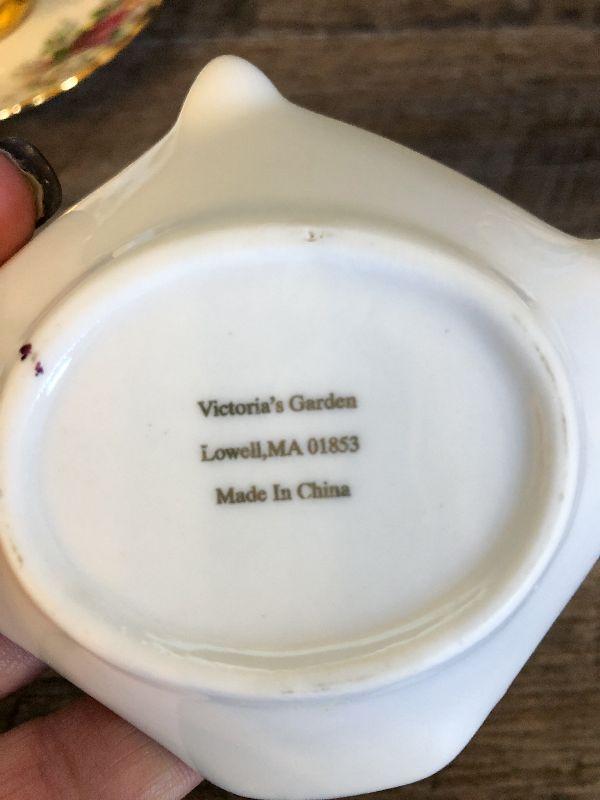 Victoria's Garden
Lowell,MA 01853
Made In China